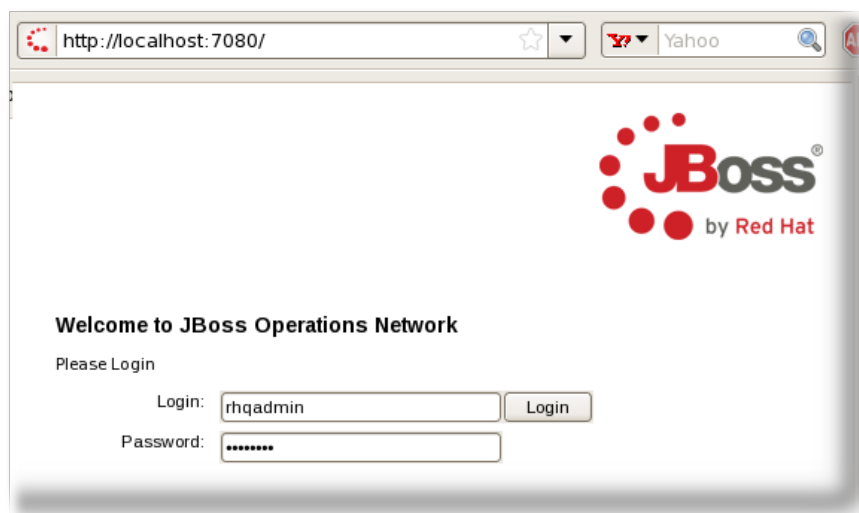 http://localhost:7080/
Yahoo
JBoss®
by Red Hat
Welcome to JBoss Operations Network
Please Login
Login: rhqadmin Login
Password: ••••••••